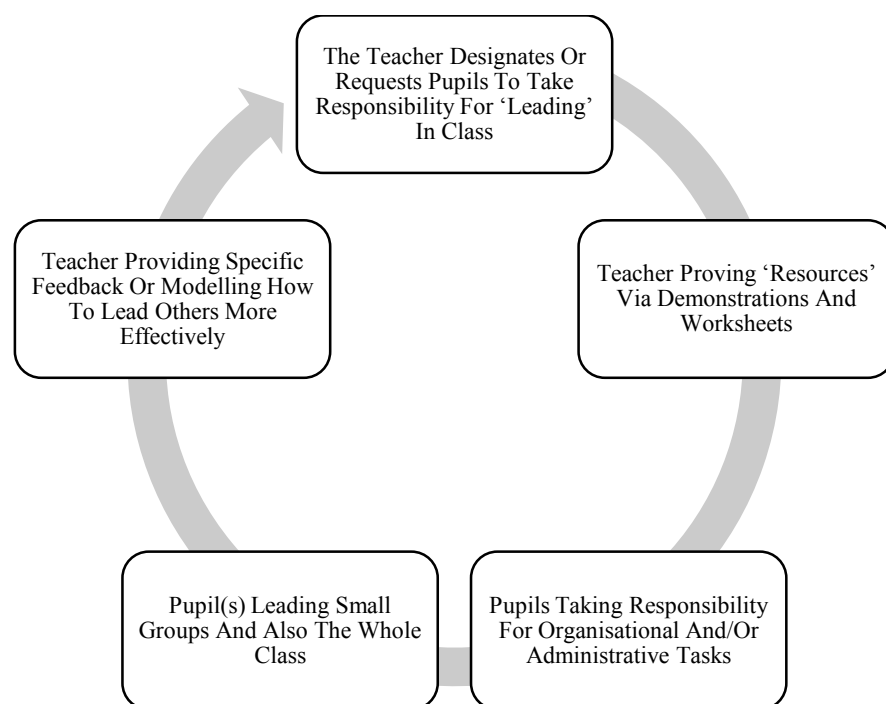 The Teacher Designates Or
Requests Pupils To Take
Responsibility For ‘Leading’
In Class
Teacher Proving ‘Resources’
Via Demonstrations And
Worksheets
Pupils Taking Responsibility
For Organisational And/Or
Administrative Tasks
Pupil(s) Leading Small
Groups And Also The Whole
Class
Teacher Providing Specific
Feedback Or Modelling How
To Lead Others More
Effectively